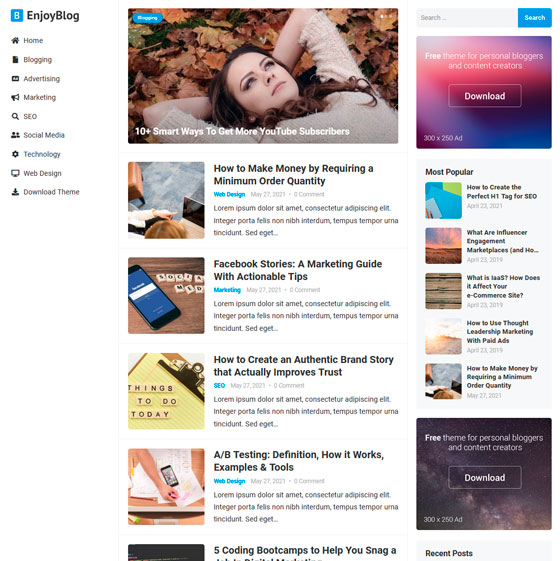 B EnjoyBlog
Home
Blogging
Advertising
Marketing
SEO
Social Media
Technology
Web Design
Download Theme
Blogging
10+ Smart Ways To Get More YouTube Subscribers
How to Make Money by Requiring a
Minimum Order Quantity
Web Design May 27, 2021 • 0 Comment
Lorem ipsum dolor sit amet, consectetur adipiscing elit.
Integer porta felis non nibh interdum, tempus tempor urna
tincidunt. Sed eget...
SOCIAL
MED
Facebook Stories: A Marketing Guide
With Actionable Tips
Marketing May 27, 2021 • 0 Comment
Lorem ipsum dolor sit amet, consectetur adipiscing elit.
Integer porta felis non nibh interdum, tempus tempor urna
tincidunt. Sed eget...
THINGS
TO DO
TODAY
How to Create an Authentic Brand Story
that Actually Improves Trust
SEO May 27, 2021 • 0 Comment
Lorem ipsum dolor sit amet, consectetur adipiscing elit.
Integer porta felis non nibh interdum, tempus tempor urna
tincidunt. Sed eget...
A/B Testing: Definition, How it Works,
Examples & Tools
Web Design May 27, 2021 • 0 Comment
Lorem ipsum dolor sit amet, consectetur adipiscing elit.
Integer porta felis non nibh interdum, tempus tempor urna
tincidunt. Sed eget...
5 Coding Bootcamps to Help You Snag a
Job In Digital Marketing
Search ...
Search
Free theme for personal bloggers
and content creators
Download
300 x 250 Ad
Most Popular
How to Create the
Perfect H1 Tag for SEO
April 23, 2021
What Are Influencer
Engagement
Marketplaces (and Ho...
April 23, 2019
What is IaaS? How Does
it Affect Your
e-Commerce Site?
April 23, 2019
How to Use Thought
Leadership Marketing
With Paid Ads
April 23, 2019
How to Make Money by
Requiring a Minimum
Order Quantity
May 27, 2021
Free theme for personal bloggers
and content creators
Download
300 x 250 Ad
Recent Posts